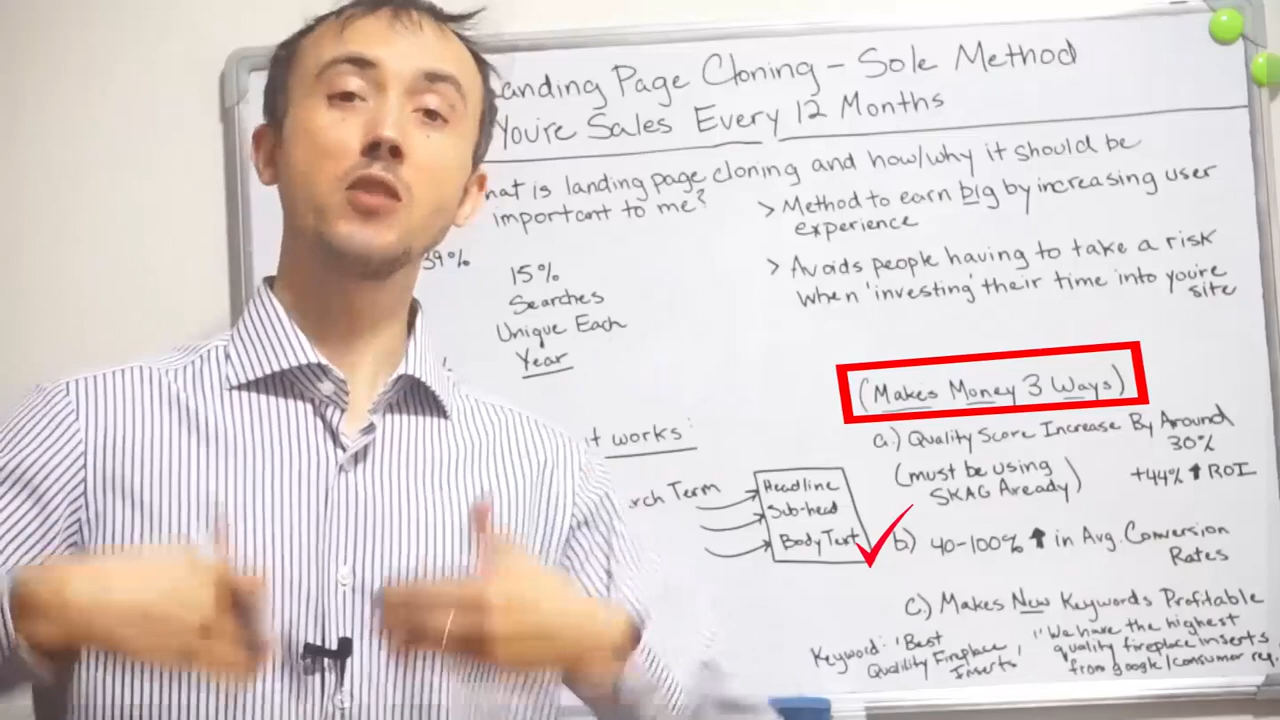 Landing Page Cloning - Sole Method
You're Sales Every 12 Months
hat is landing page cloning and how/why it should be
important to me?
39%
15%
Searches
Unique Each
Year
> Method to earn big by increasing user
experience
> Avoids people having to take a risk
when 'investing' their time into you're
site
(Makes Money 3 Ways)
a.) Quality Score Increase By Around
30%
(must be using
SKAG Aready)
+44% ↑ ROI
t works:
rch Term
Headline
Sub-head
Body Text
b) 40-100% ↑ in Avg. Conversion
Rates
c.) Makes New Keywords Profitable
Keyword: 'Best
Quality Fireplace
Inserts'
"We have the highest
quality fireplace inserts
from google/consumer